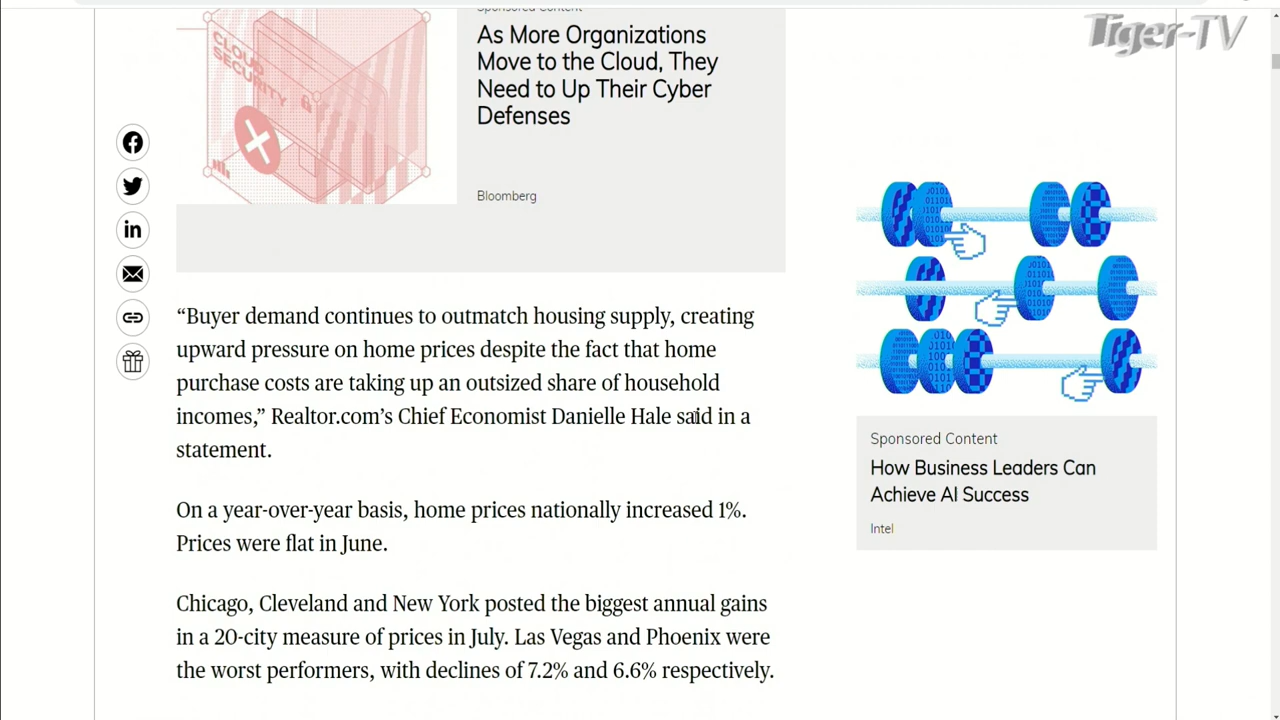 Sponsored Content
Tiger-TV
As More Organizations
Move to the Cloud, They
Need to Up Their Cyber
Defenses
CLOUD
SECURITY
Bloomberg
“Buyer demand continues to outmatch housing supply, creating
upward pressure on home prices despite the fact that home
purchase costs are taking up an outsized share of household
incomes,” Realtor.com’s Chief Economist Danielle Hale said in a
statement.
On a year-over-year basis, home prices nationally increased 1%.
Prices were flat in June.
Chicago, Cleveland and New York posted the biggest annual gains
in a 20-city measure of prices in July. Las Vegas and Phoenix were
the worst performers, with declines of 7.2% and 6.6% respectively.
Sponsored Content
How Business Leaders Can
Achieve AI Success
Intel